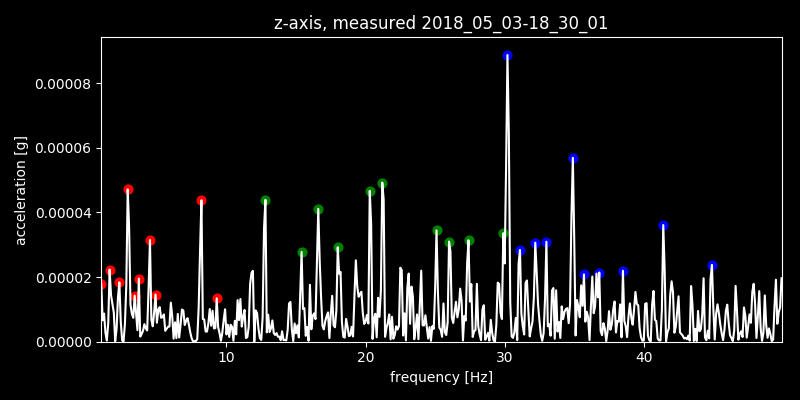 z-axis, measured 2018_05_03-18_30_01
acceleration [g]
0.00008
0.00006
0.00004
0.00002
0.00000
10 20 30 40
frequency [Hz]